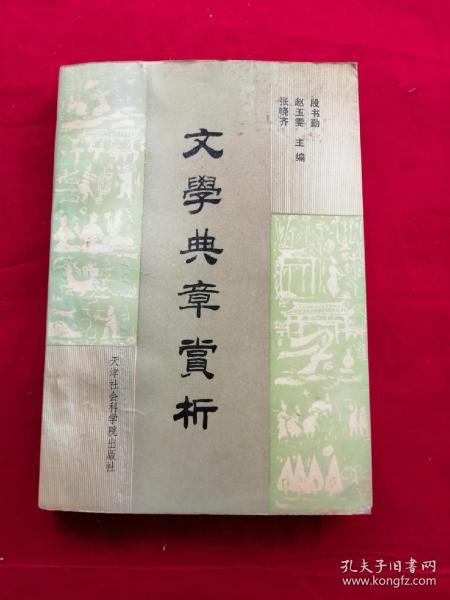 段书勤
赵玉雯 主编
张晓齐
文學典章賞析
天津社会科学院出版社
孔夫子旧书网
www.kongfz.com